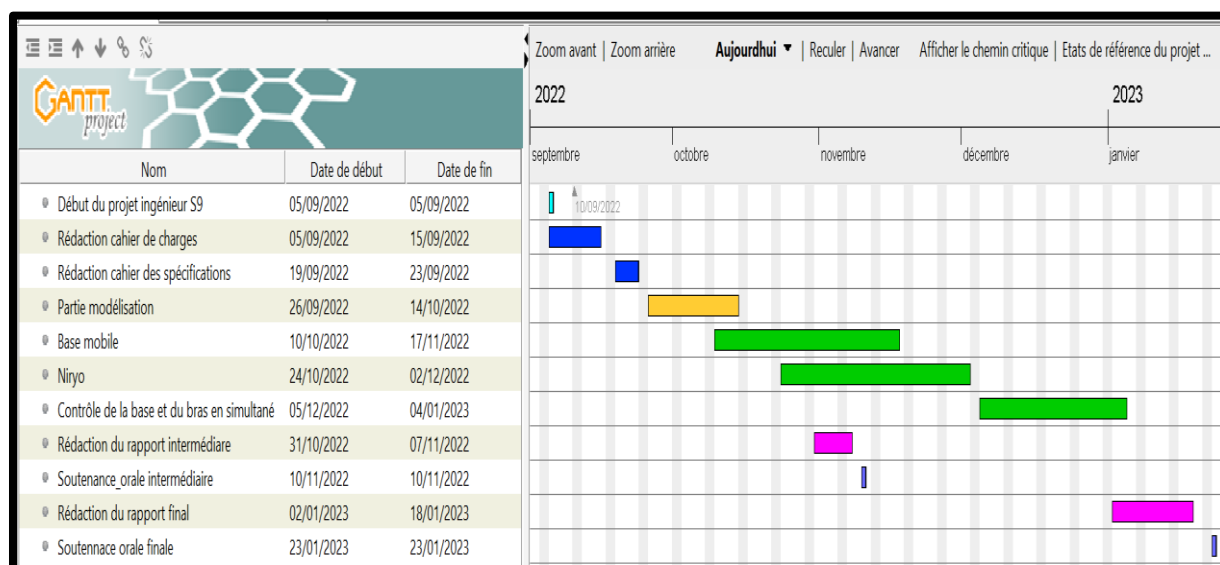 Zoom avant | Zoom arrière Aujourdhui ▼ | Reculer | Avancer Afficher le chemin critique | Etats de référence du projet ...
GANTT project
2022 2023
septembre octobre novembre décembre janvier
Nom Date de début Date de fin
Début du projet ingénieur S9 05/09/2022 05/09/2022 10/09/2022
Rédaction cahier de charges 05/09/2022 15/09/2022
Rédaction cahier des spécifications 19/09/2022 23/09/2022
Partie modélisation 26/09/2022 14/10/2022
Base mobile 10/10/2022 17/11/2022
Niryo 24/10/2022 02/12/2022
Contrôle de la base et du bras en simultané 05/12/2022 04/01/2023
Rédaction du rapport intermédiare 31/10/2022 07/11/2022
Soutenance_orale intermédiaire 10/11/2022 10/11/2022
Rédaction du rapport final 02/01/2023 18/01/2023
Soutennace orale finale 23/01/2023 23/01/2023